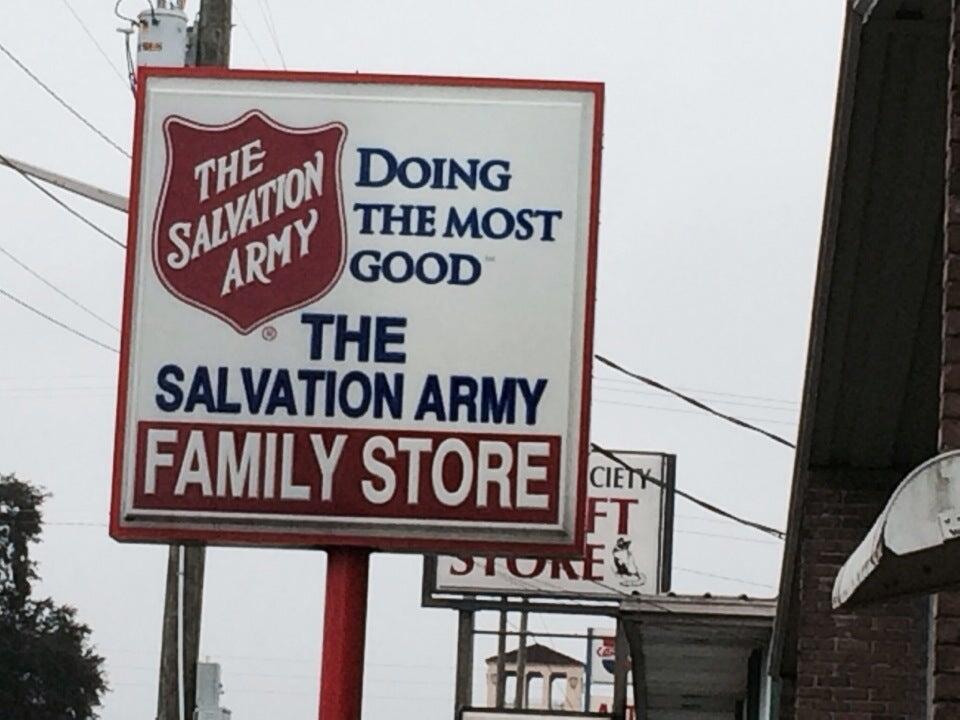 THE
SALVATION
ARMY
®
DOING
THE MOST
GOOD
THE
SALVATION ARMY
FAMILY STORE
CIETY
FT
STORE